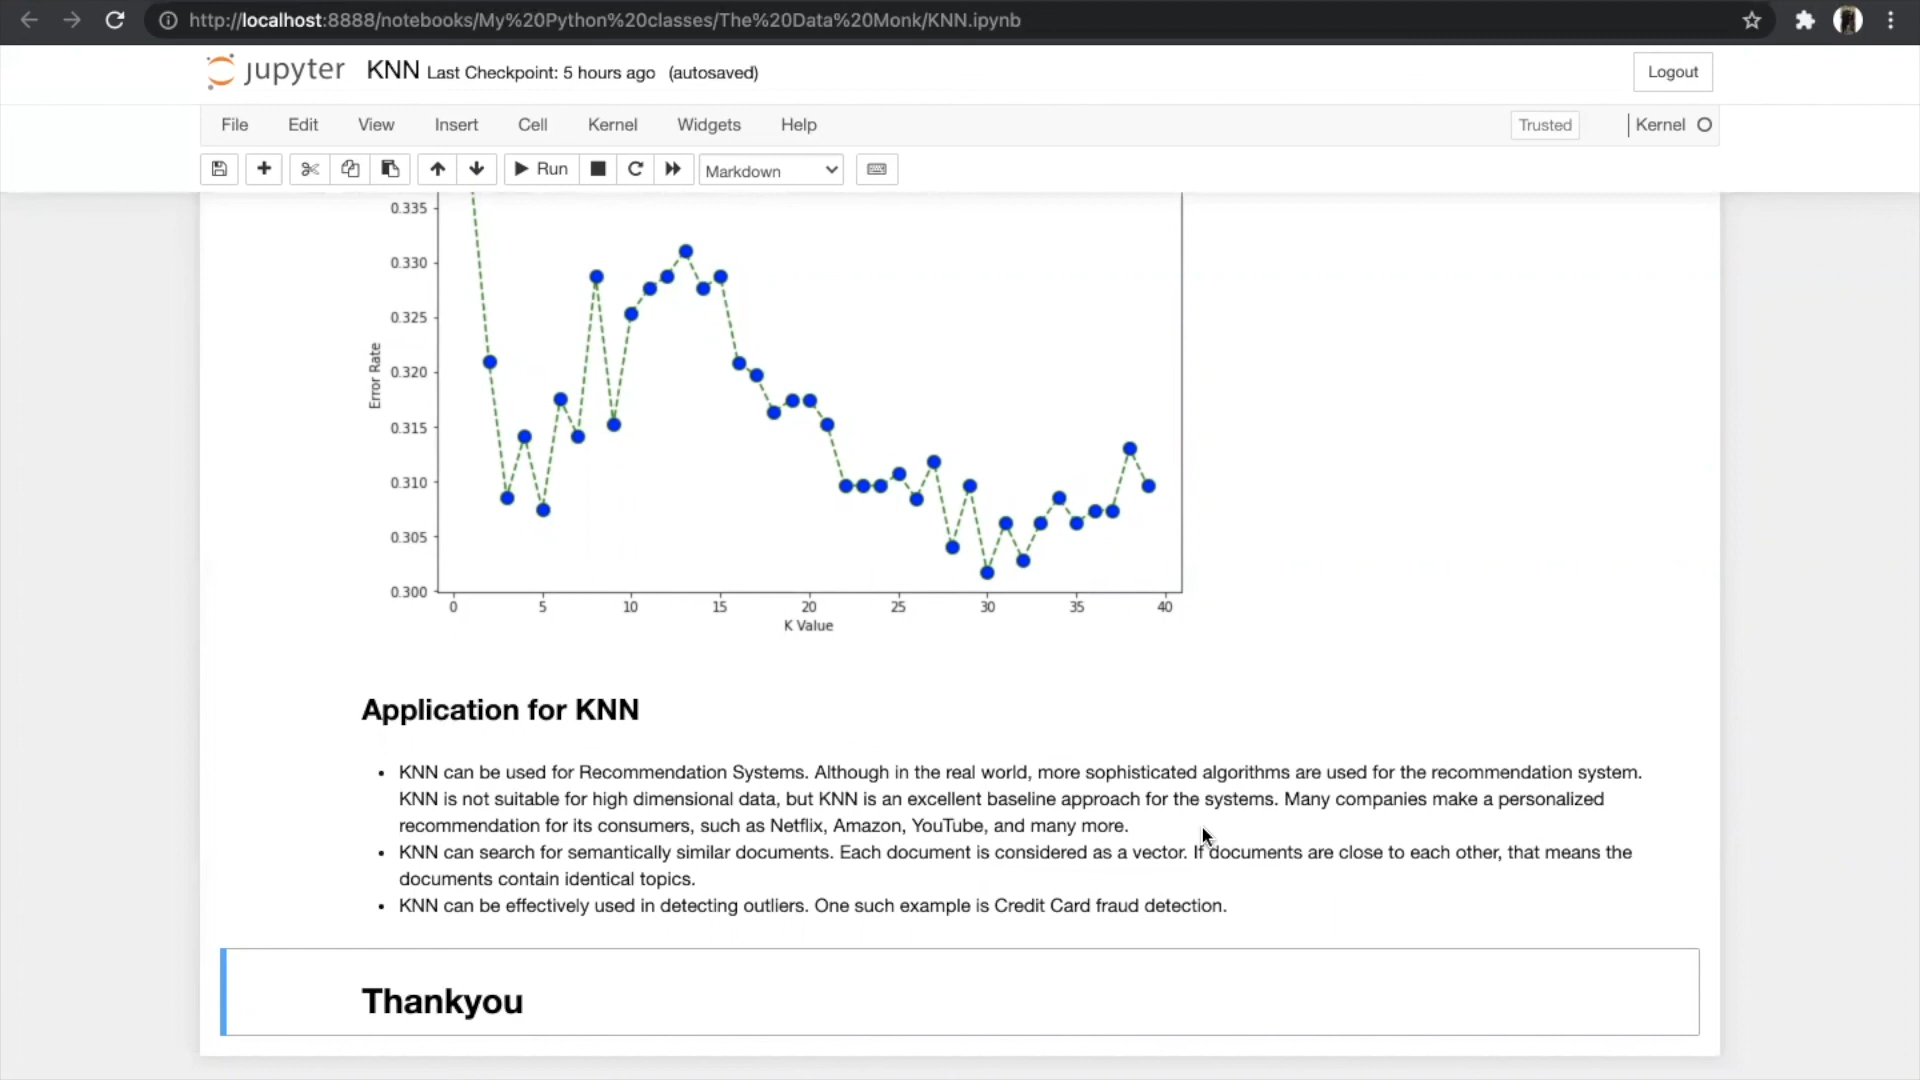 http://localhost:8888/notebooks/My%20Python%20classes/The%20Data%20Monk/KNN.ipynb
jupyter KNN Last Checkpoint: 5 hours ago (autosaved)
Logout
File Edit View Insert Cell Kernel Widgets Help
Trusted
Kernel
Run
Markdown
0.335
0.330
0.325
0.320
0.315
0.310
0.305
0.300
Error Rate
0 5 10 15 20 25 30 35 40
K Value
Application for KNN
• KNN can be used for Recommendation Systems. Although in the real world, more sophisticated algorithms are used for the recommendation system.
KNN is not suitable for high dimensional data, but KNN is an excellent baseline approach for the systems. Many companies make a personalized
recommendation for its consumers, such as Netflix, Amazon, YouTube, and many more.
• KNN can search for semantically similar documents. Each document is considered as a vector. If documents are close to each other, that means the
documents contain identical topics.
• KNN can be effectively used in detecting outliers. One such example is Credit Card fraud detection.
Thankyou